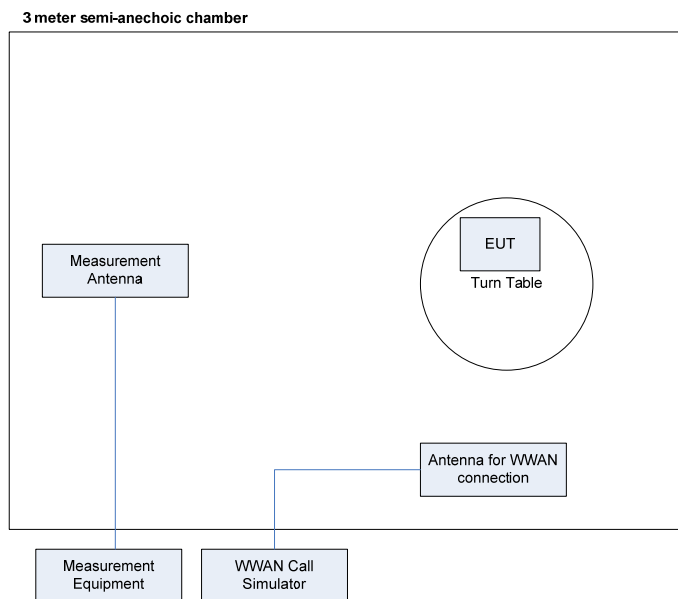 3 meter semi-anechoic chamber
EUT
Turn Table
Measurement
Antenna
Antenna for WWAN
connection
Measurement
Equipment
WWAN Call
Simulator